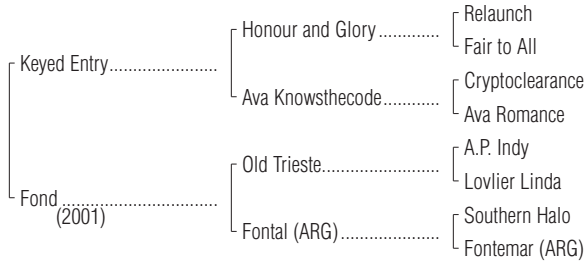 Relaunch
Honour and Glory.............
Fair to All
Keyed Entry......................
Cryptoclearance
Ava Knowsthecode............
Ava Romance
A.P. Indy
Old Trieste.........................
Lovlier Linda
Fond ..........................
(2001)
Southern Halo
Fontal (ARG).....................
Fontemar (ARG)